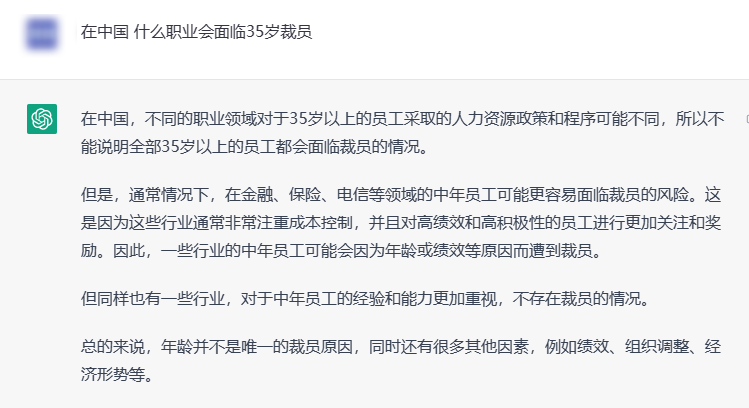 在中国 什么职业会面临35岁裁员
在中国，不同的职业领域对于35岁以上的员工采取的人力资源政策和程序可能不同，所以不
能说明全部35岁以上的员工都会面临裁员的情况。
但是，通常情况下，在金融、保险、电信等领域的中年员工可能更容易面临裁员的风险。这
是因为这些行业通常非常注重成本控制，并且对高绩效和高积极性的员工进行更加关注和奖
励。因此，一些行业的中年员工可能会因为年龄或绩效等原因而遭到裁员。
但同样也有一些行业，对于中年员工的经验和能力更加重视，不存在裁员的情况。
总的来说，年龄并不是唯一的裁员原因，同时还有很多其他因素，例如绩效、组织调整、经
济形势等。